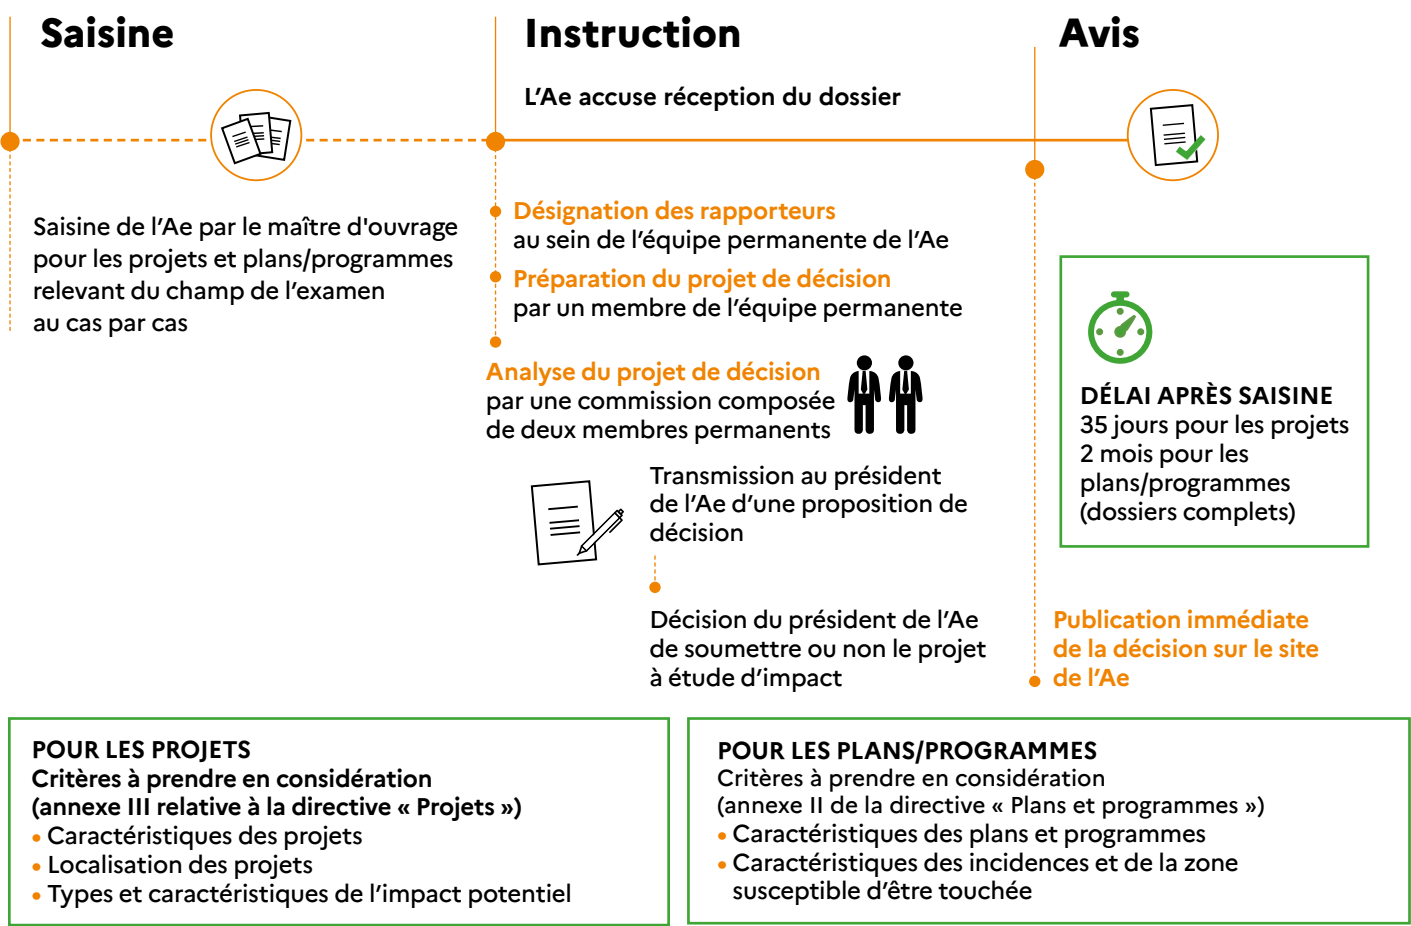 Saisine
Instruction
Avis
L’Ae accuse réception du dossier
Saisine de l’Ae par le maître d'ouvrage
pour les projets et plans/programmes
relevant du champ de l’examen
au cas par cas
Désignation des rapporteurs
au sein de l’équipe permanente de l’Ae
Préparation du projet de décision
par un membre de l’équipe permanente
Analyse du projet de décision
par une commission composée
de deux membres permanents
Transmission au président
de l’Ae d’une proposition de
décision
Décision du président de l’Ae
de soumettre ou non le projet
à étude d’impact
DÉLAI APRÈS SAISINE
35 jours pour les projets
2 mois pour les
plans/programmes
(dossiers complets)
Publication immédiate
de la décision sur le site
de l’Ae
POUR LES PROJETS
Critères à prendre en considération
(annexe III relative à la directive « Projets »)
• Caractéristiques des projets
• Localisation des projets
• Types et caractéristiques de l’impact potentiel
POUR LES PLANS/PROGRAMMES
Critères à prendre en considération
(annexe II de la directive « Plans et programmes »)
• Caractéristiques des plans et programmes
• Caractéristiques des incidences et de la zone
susceptible d’être touchée